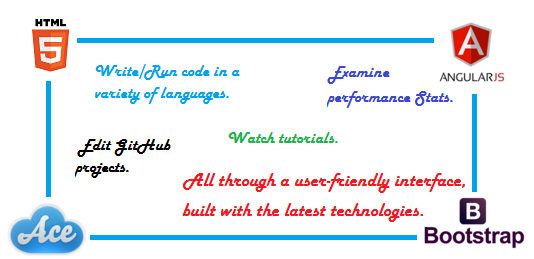 HTML
5
ANGULARJS
Write/Run code in a
variety of languages.
Examine
performance Stats.
Edit GitHub
projects.
Watch tutorials.
All through a user-friendly interface,
built with the latest technologies.
Ace
B
Bootstrap
A